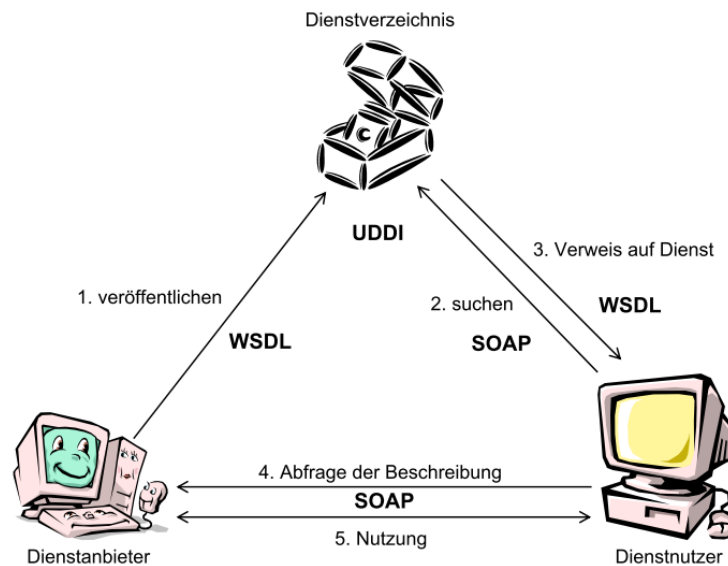 Dienstverzeichnis
C
UDDI
3. Verweis auf Dienst
1. veröffentlichen
2. suchen
WSDL
WSDL
SOAP
4. Abfrage der Beschreibung
SOAP
5. Nutzung
Dienstanbieter
Dienstnutzer